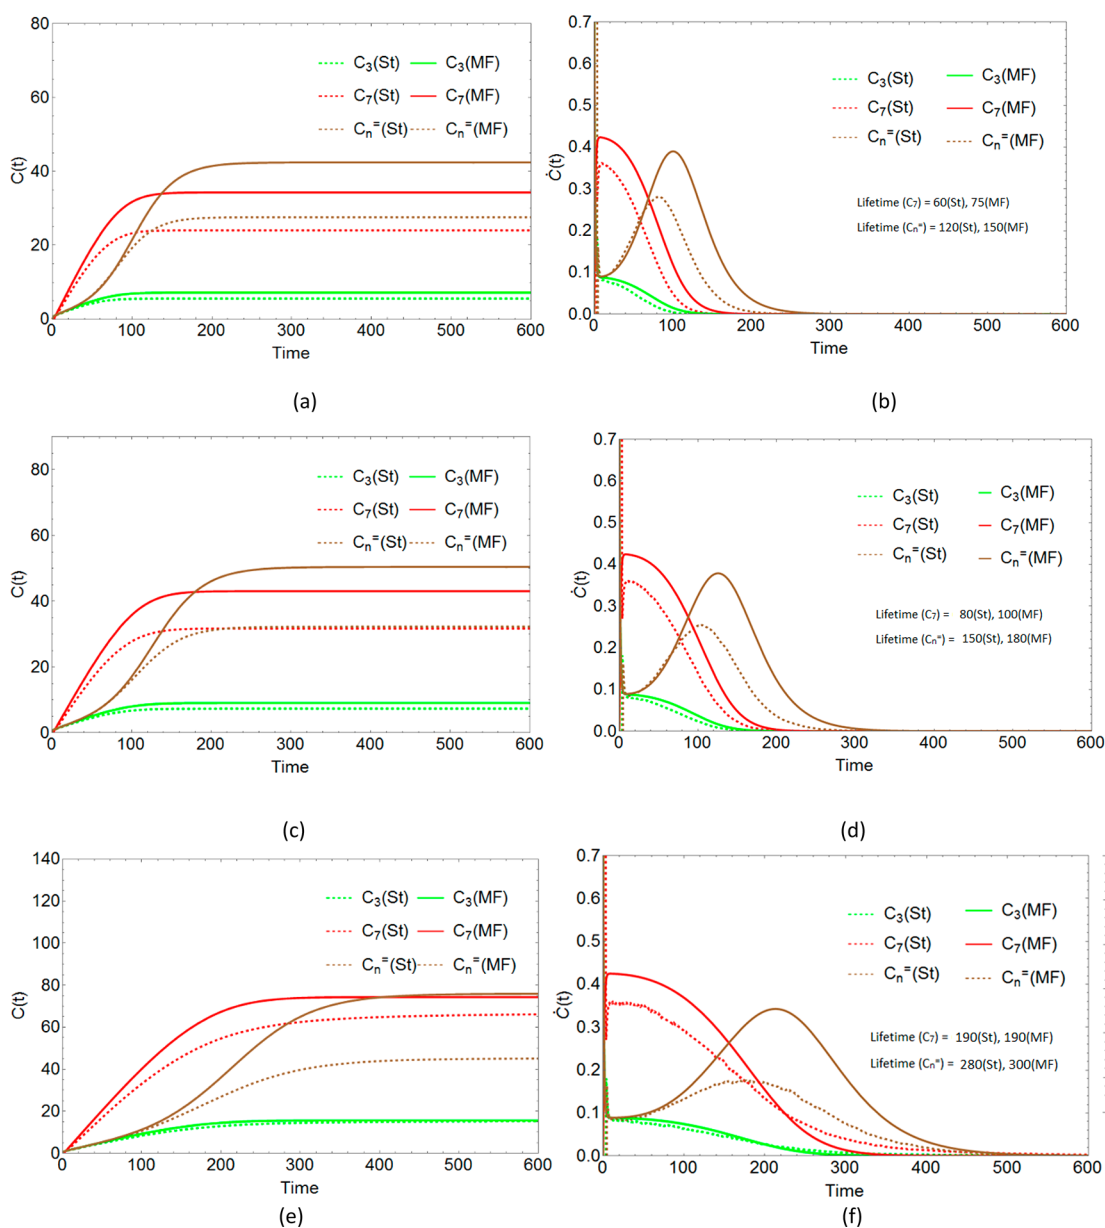 80
60
40
20
0
C(t)
C₃(St) C₃(MF)
C₇(St) C₇(MF)
Cₙ⁼(St) Cₙ⁼(MF)
0 100 200 300 400 500 600
Time
(a)
0.7
0.6
0.5
0.4
0.3
0.2
0.1
0.0
Ċ(t)
C₃(St) C₃(MF)
C₇(St) C₇(MF)
Cₙ⁼(St) Cₙ⁼(MF)
Lifetime (C₇) = 60(St), 75(MF)
Lifetime (Cₙ⁼) = 120(St), 150(MF)
0 100 200 300 400 500 600
Time
(b)
80
60
40
20
0
C(t)
C₃(St) C₃(MF)
C₇(St) C₇(MF)
Cₙ⁼(St) Cₙ⁼(MF)
0 100 200 300 400 500 600
Time
(c)
0.7
0.6
0.5
0.4
0.3
0.2
0.1
0.0
Ċ(t)
C₃(St) C₃(MF)
C₇(St) C₇(MF)
Cₙ⁼(St) Cₙ⁼(MF)
Lifetime (C₇) = 80(St), 100(MF)
Lifetime (Cₙ⁼) = 150(St), 180(MF)
0 100 200 300 400 500 600
Time
(d)
140
120
100
80
60
40
20
0
C(t)
C₃(St) C₃(MF)
C₇(St) C₇(MF)
Cₙ⁼(St) Cₙ⁼(MF)
0 100 200 300 400 500 600
Time
(e)
0.7
0.6
0.5
0.4
0.3
0.2
0.1
0.0
Ċ(t)
C₃(St) C₃(MF)
C₇(St) C₇(MF)
Cₙ⁼(St) Cₙ⁼(MF)
Lifetime (C₇) = 190(St), 190(MF)
Lifetime (Cₙ⁼) = 280(St), 300(MF)
0 100 200 300 400 500 600
Time
(f)